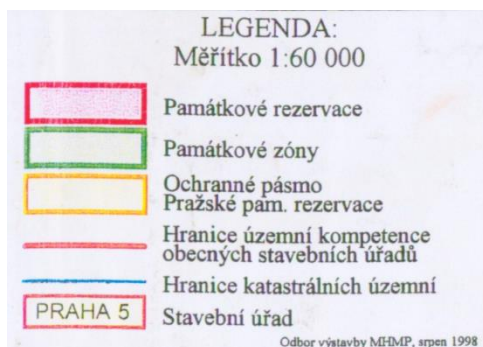 LEGENDA:
Měřítko 1:60 000
Památkové rezervace
Památkové zóny
Ochranné pásmo
Pražské pam. rezervace
Hranice územní kompetence
obecných stavebních úřadů
Hranice katastrálních územní
PRAHA 5 Stavební úřad
Odbor výstavby MHMP, srpen 1998